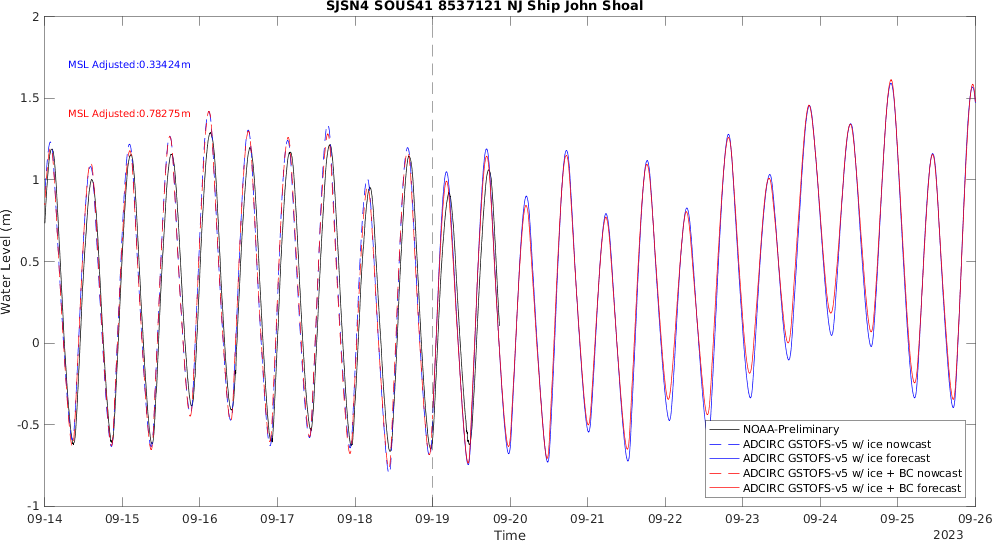 SJSN4 SOUS41 8537121 NJ Ship John Shoal
2
1.5
1
0.5
0
-0.5
-1
Water Level (m)
MSL Adjusted:0.33424m
MSL Adjusted:0.78275m
NOAA-Preliminary
ADCIRC GSTOFS-v5 w/ ice nowcast
ADCIRC GSTOFS-v5 w/ ice forecast
ADCIRC GSTOFS-v5 w/ ice + BC nowcast
ADCIRC GSTOFS-v5 w/ ice + BC forecast
09-14 09-15 09-16 09-17 09-18 09-19 09-20 09-21 09-22 09-23 09-24 09-25 09-26
Time
2023